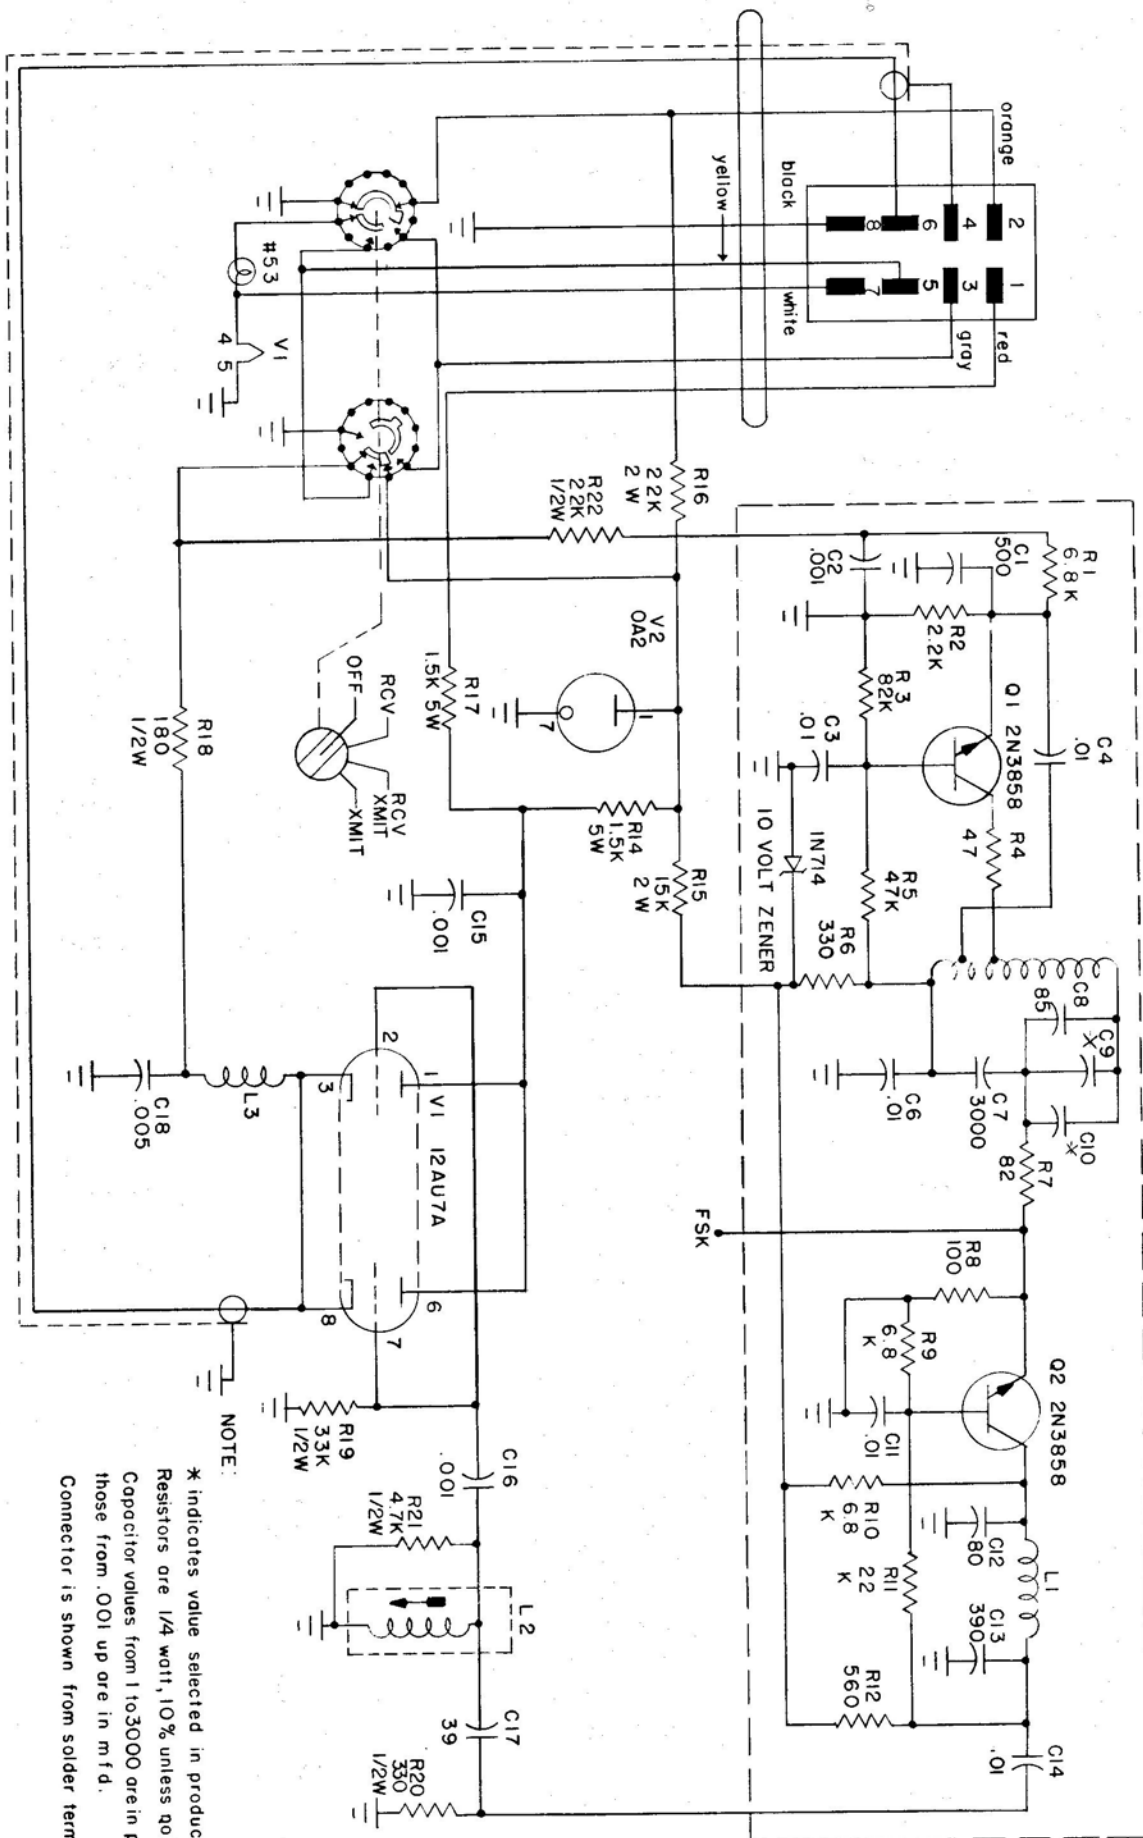 orange
red
2
1
4
3
gray
6
5
8
7
black
yellow
white
#53
V1
4 5
R16
22K
2 W
R22
2.2K
1/2W
R1
6.8K
C1
500
C2
.001
R2
2.2K
R3
82K
Q1 2N3858
C4
.01
C3
.01
R4
47
R5
47K
R6
330
1N714
10 VOLT ZENER
C8
85
C9
*
C10
*
C7
3000
C6
.01
R7
82
FSK
R8
100
R9
6.8
K
Q2 2N3858
C11
.01
R10
6.8
K
R11
22
K
C12
80
L1
C13
390
R12
560
C14
.01
V2
OA2
1
7
R17
1.5K 5W
R14
1.5K
5W
R15
15K
2 W
OFF
RCV
RCV
XMIT
XMIT
R18
180
1/2W
C15
.001
C18
.005
L3
2
3
1
V1
12AU7A
6
8
7
R19
33K
1/2W
C16
.001
R21
4.7K
1/2W
L2
C17
39
R20
330
1/2W
NOTE:
* indicates value selected in produc
Resistors are 1/4 watt, 10% unless no
Capacitor values from 1 to 3000 are in p
those from .001 up are in mfd.
Connector is shown from solder term